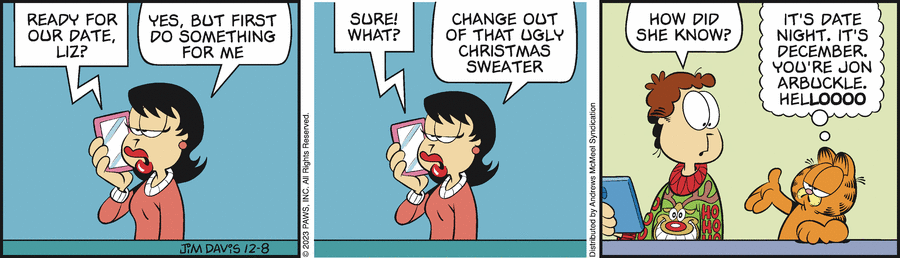 READY FOR
OUR DATE,
LIZ?
YES, BUT FIRST
DO SOMETHING
FOR ME
JIM DAVIS 12-8
© 2023 PAWS, INC. All Rights Reserved.
SURE!
WHAT?
CHANGE OUT
OF THAT UGLY
CHRISTMAS
SWEATER
Distributed by Andrews McMeel Syndication
HOW DID
SHE KNOW?
IT'S DATE
NIGHT. IT'S
DECEMBER.
YOU'RE JON
ARBUCKLE.
HELLOOOO
HO
HO
HO